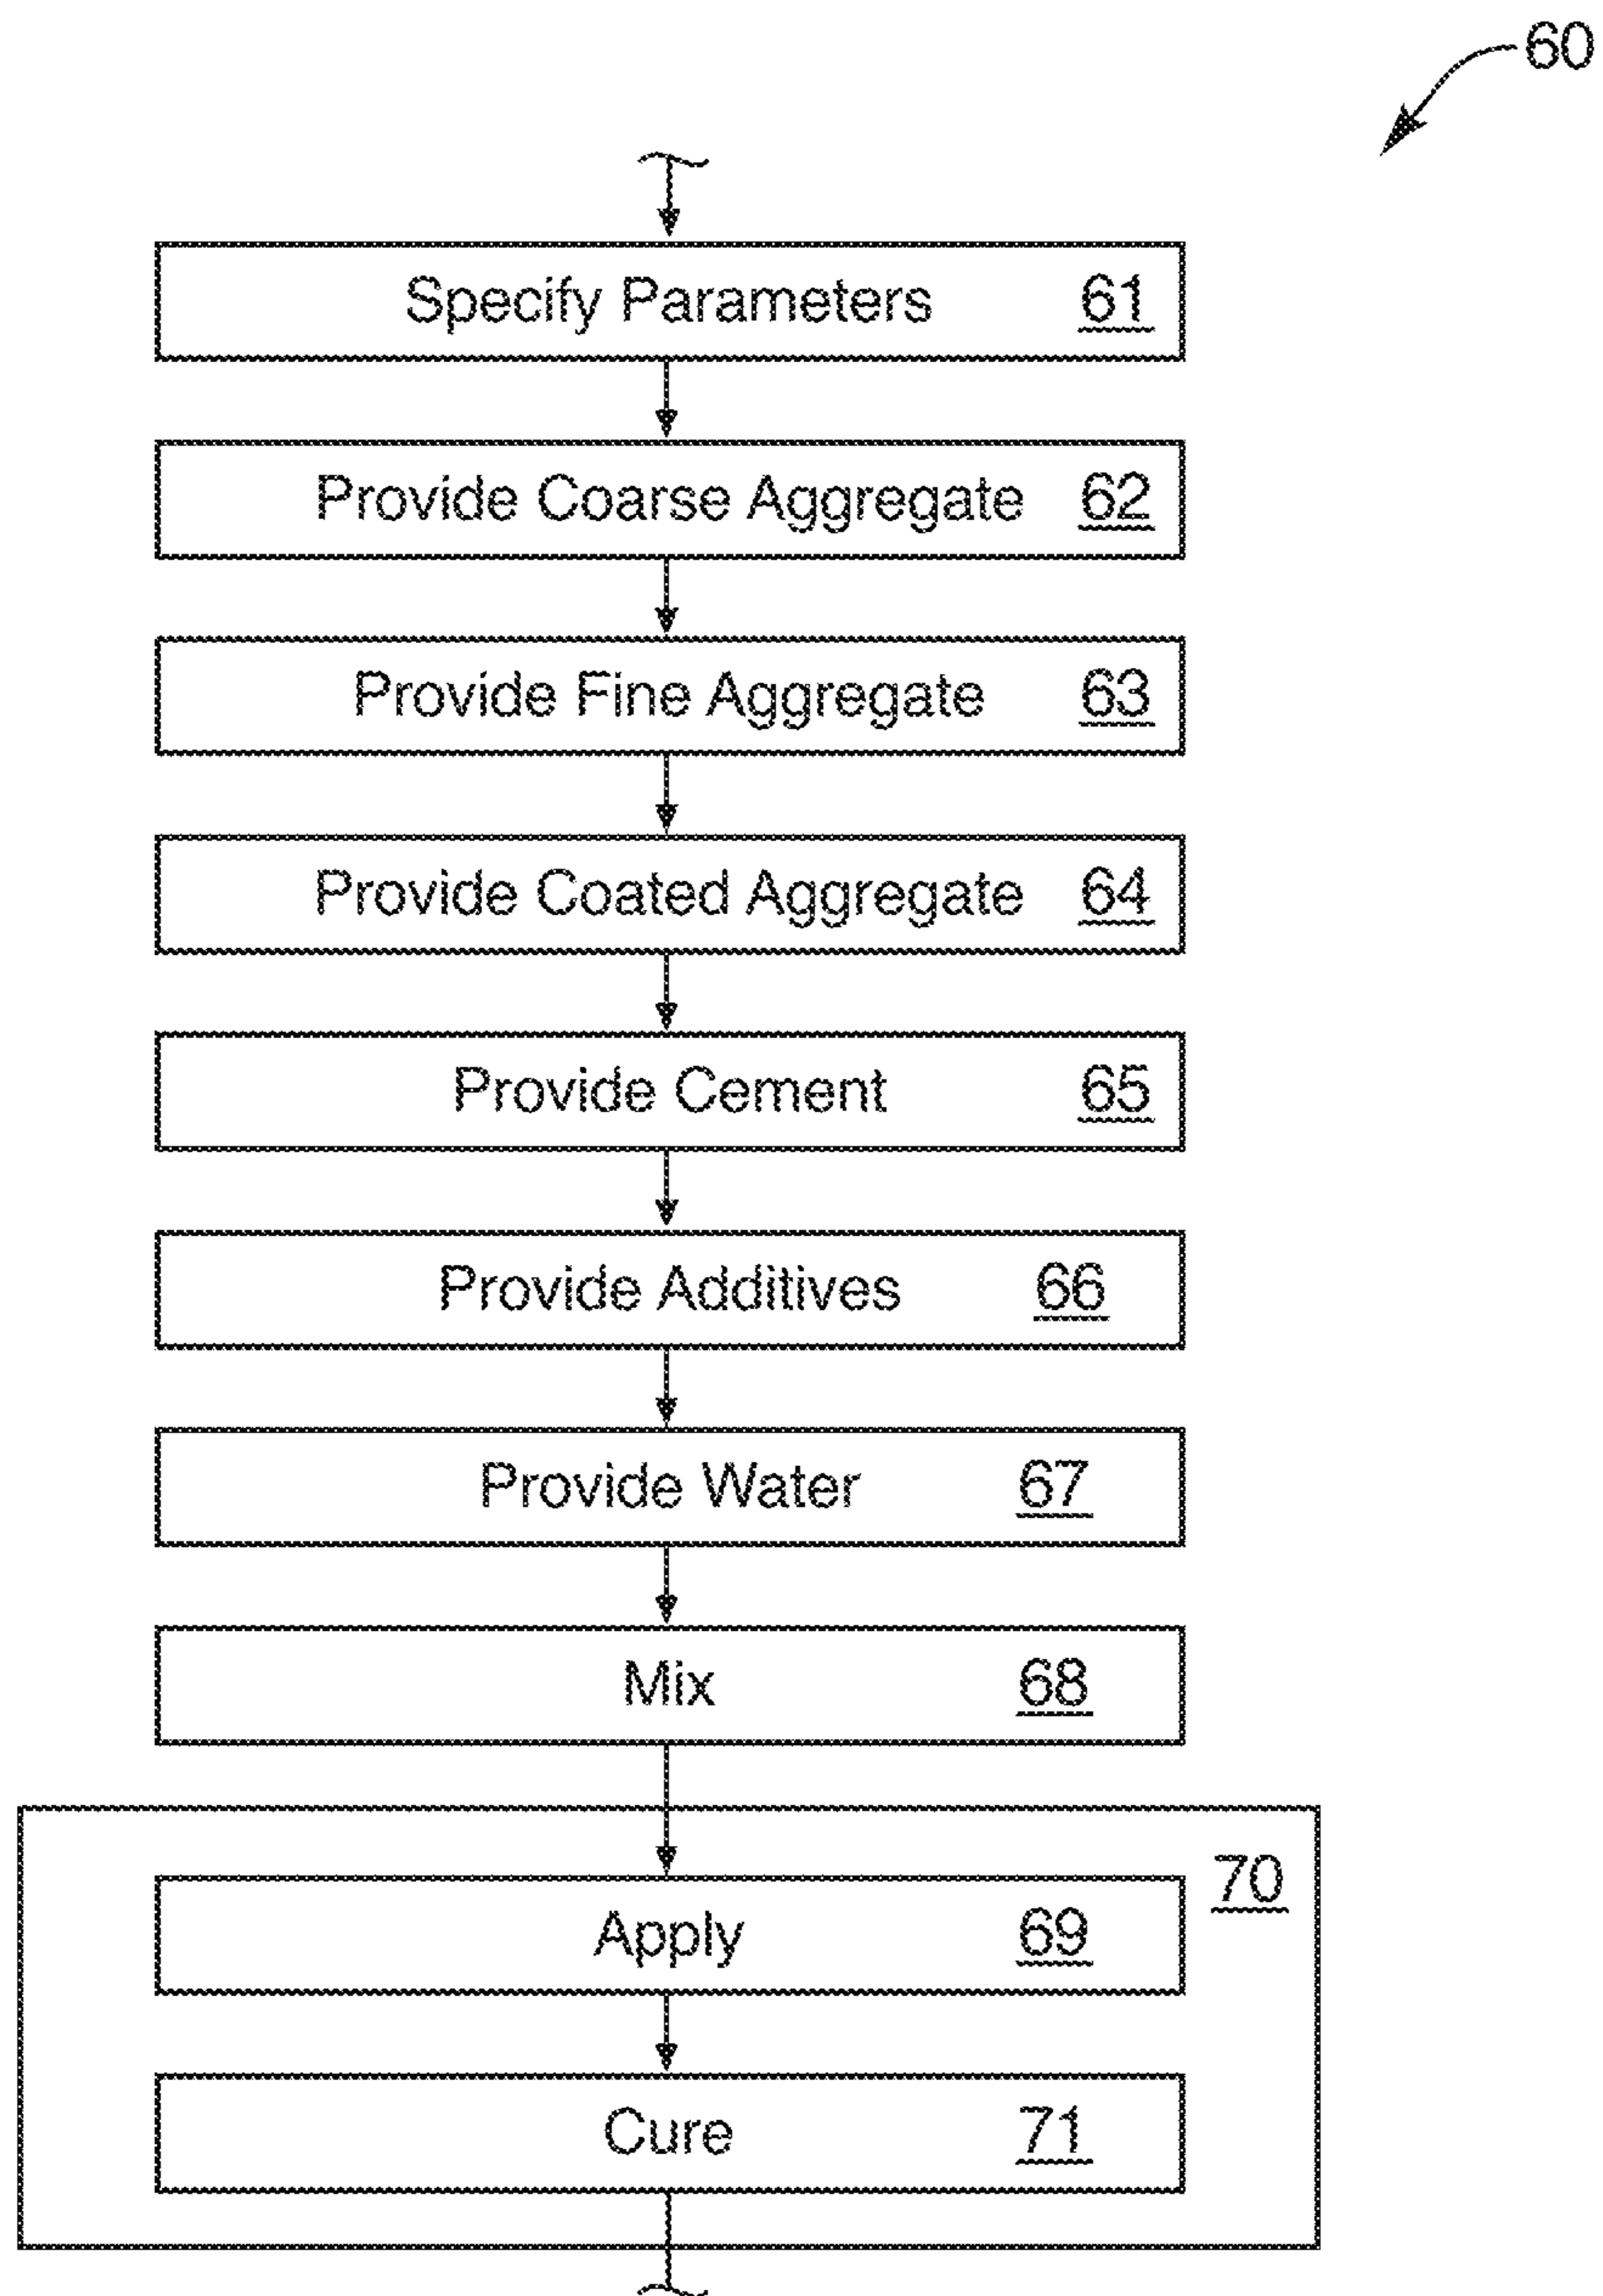 60
Specify Parameters 61
Provide Coarse Aggregate 62
Provide Fine Aggregate 63
Provide Coated Aggregate 64
Provide Cement 65
Provide Additives 66
Provide Water 67
Mix 68
70
Apply 69
Cure 71